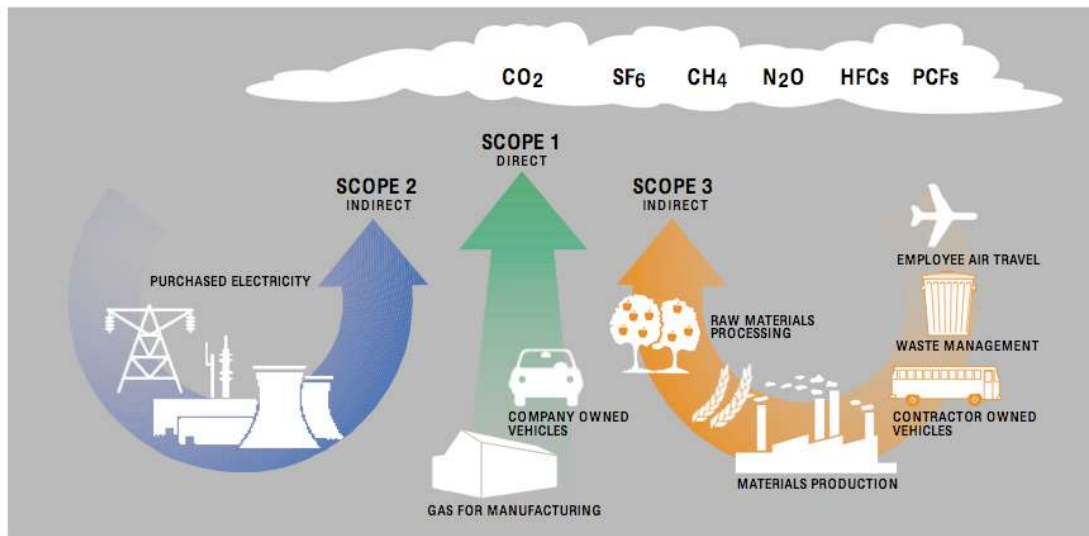 CO2 SF6 CH4 N2O HFCs PCFs
SCOPE 1
DIRECT
SCOPE 2
INDIRECT
SCOPE 3
INDIRECT
PURCHASED ELECTRICITY
COMPANY OWNED
VEHICLES
GAS FOR MANUFACTURING
RAW MATERIALS
PROCESSING
MATERIALS PRODUCTION
EMPLOYEE AIR TRAVEL
WASTE MANAGEMENT
CONTRACTOR OWNED
VEHICLES